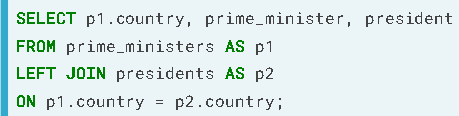 SELECT p1.country, prime_minister, president
FROM prime_ministers AS p1
LEFT JOIN presidents AS p2
ON p1.country = p2.country;